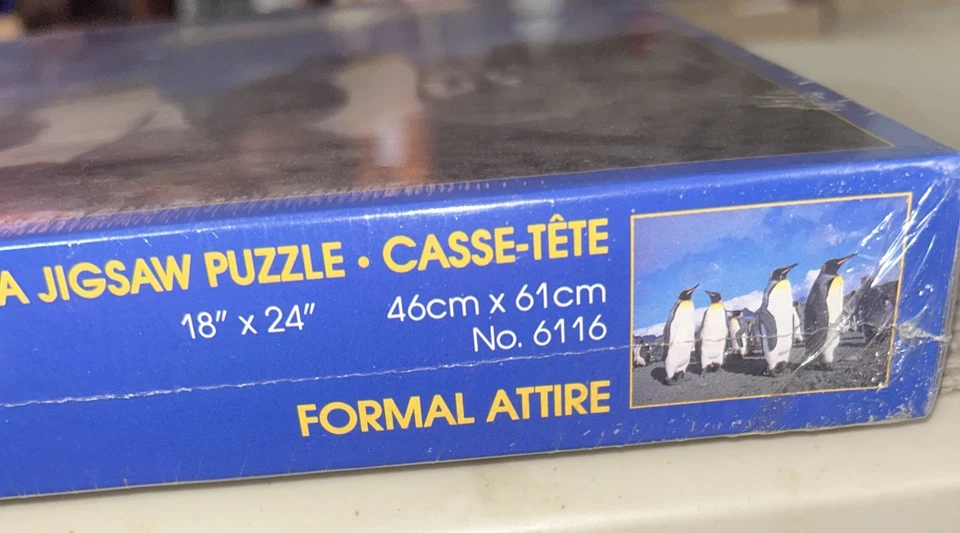 A JIGSAW PUZZLE • CASSE-TÊTE
18" x 24" 46cm x 61cm
No. 6116
FORMAL ATTIRE